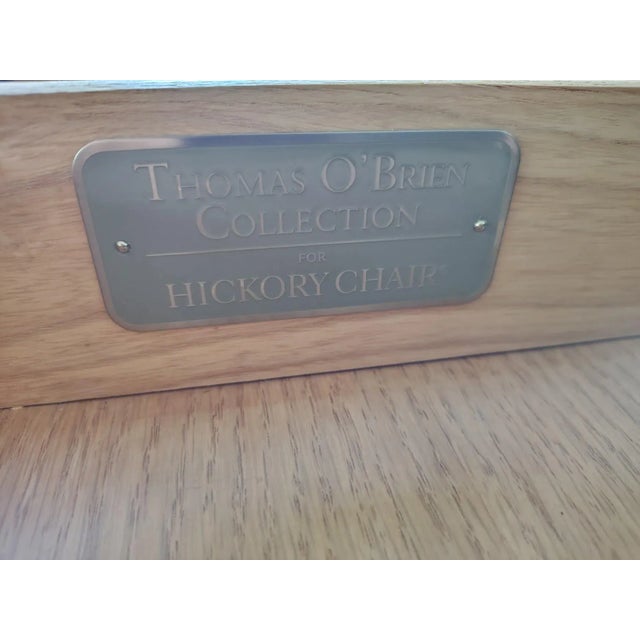 THOMAS O'BRIEN
COLLECTION
FOR
HICKORY CHAIR